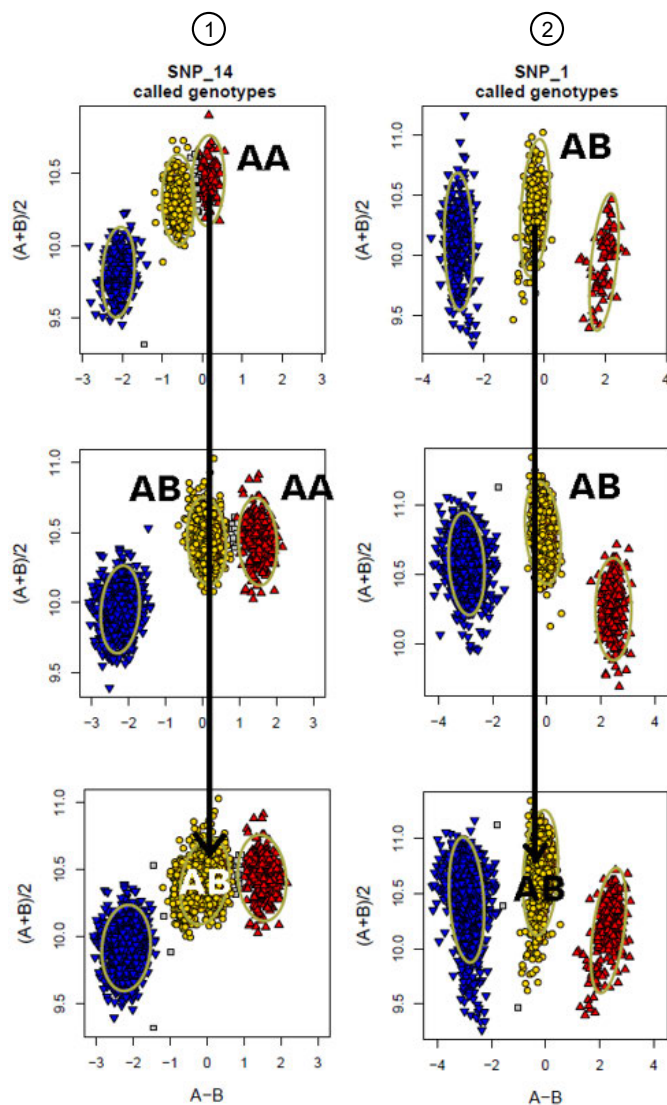 1
2
SNP_14
called genotypes
SNP_1
called genotypes
(A+B)/2
9.5 10.0 10.5
AA
−3 −2 −1 0 1 2 3
(A+B)/2
9.5 10.0 10.5 11.0
AB
−4 −2 0 2 4
(A+B)/2
9.5 10.0 10.5 11.0
AB
AA
−3 −2 −1 0 1 2 3
(A+B)/2
10.0 10.5 11.0
AB
−4 −2 0 2 4
(A+B)/2
9.5 10.0 10.5 11.0
AB
−3 −2 −1 0 1 2 3
A−B
(A+B)/2
9.5 10.0 10.5 11.0
AB
−4 −2 0 2 4
A−B